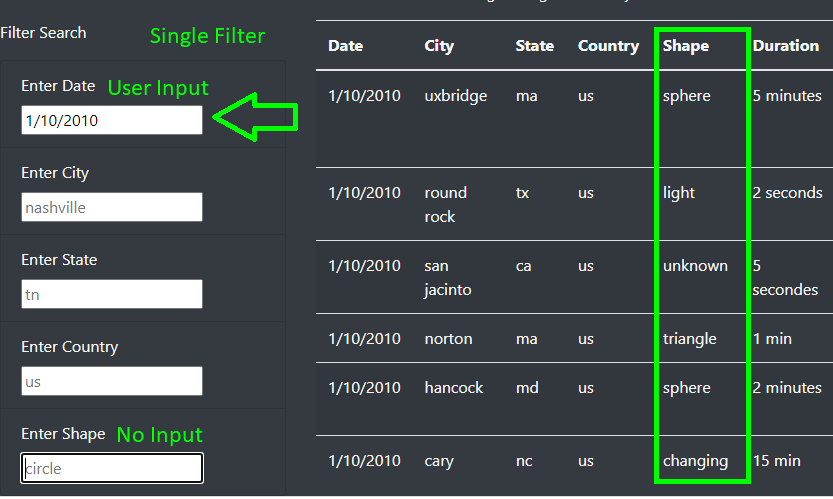 Filter Search
Single Filter
Enter Date
User Input
1/10/2010
Enter City
nashville
Enter State
tn
Enter Country
us
Enter Shape
No Input
circle
Date City State Country Shape Duration
1/10/2010 uxbridge ma us sphere 5 minutes
1/10/2010 round tx us light 2 seconds
rock
1/10/2010 san ca us unknown 5
jacinto secondes
1/10/2010 norton ma us triangle 1 min
1/10/2010 hancock md us sphere 2 minutes
1/10/2010 cary nc us changing 15 min